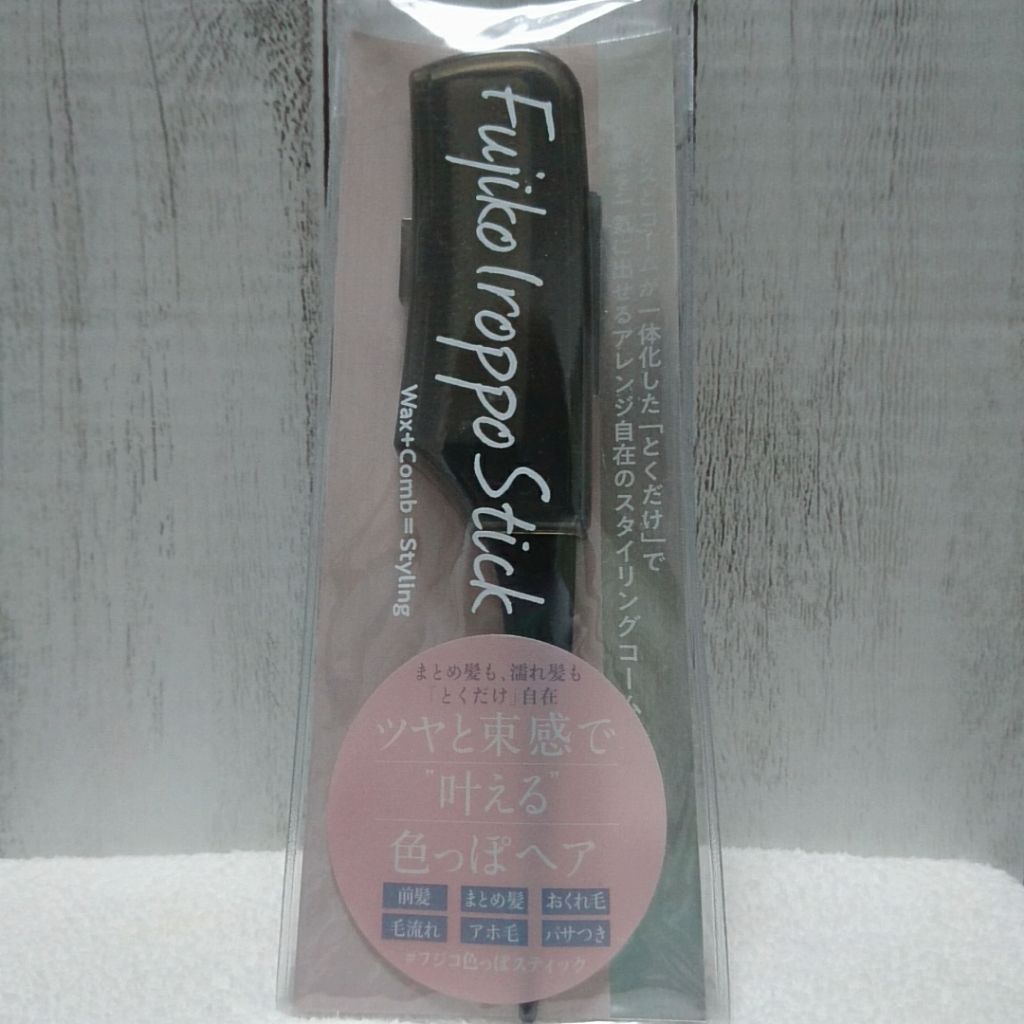 Fujiko Iroppo Stick
Wax+Comb=Styling
一体化した「とくだけ」で
出せるアレンジ自在のスタイリングコーム
まとめ髪も、濡れ髪も
「とくだけ」自在
ツヤと束感で
"叶える"
色っぽヘア
前髪 まとめ髪 おくれ毛
毛流れ アホ毛 パサつき
#フジコ色っぽスティック